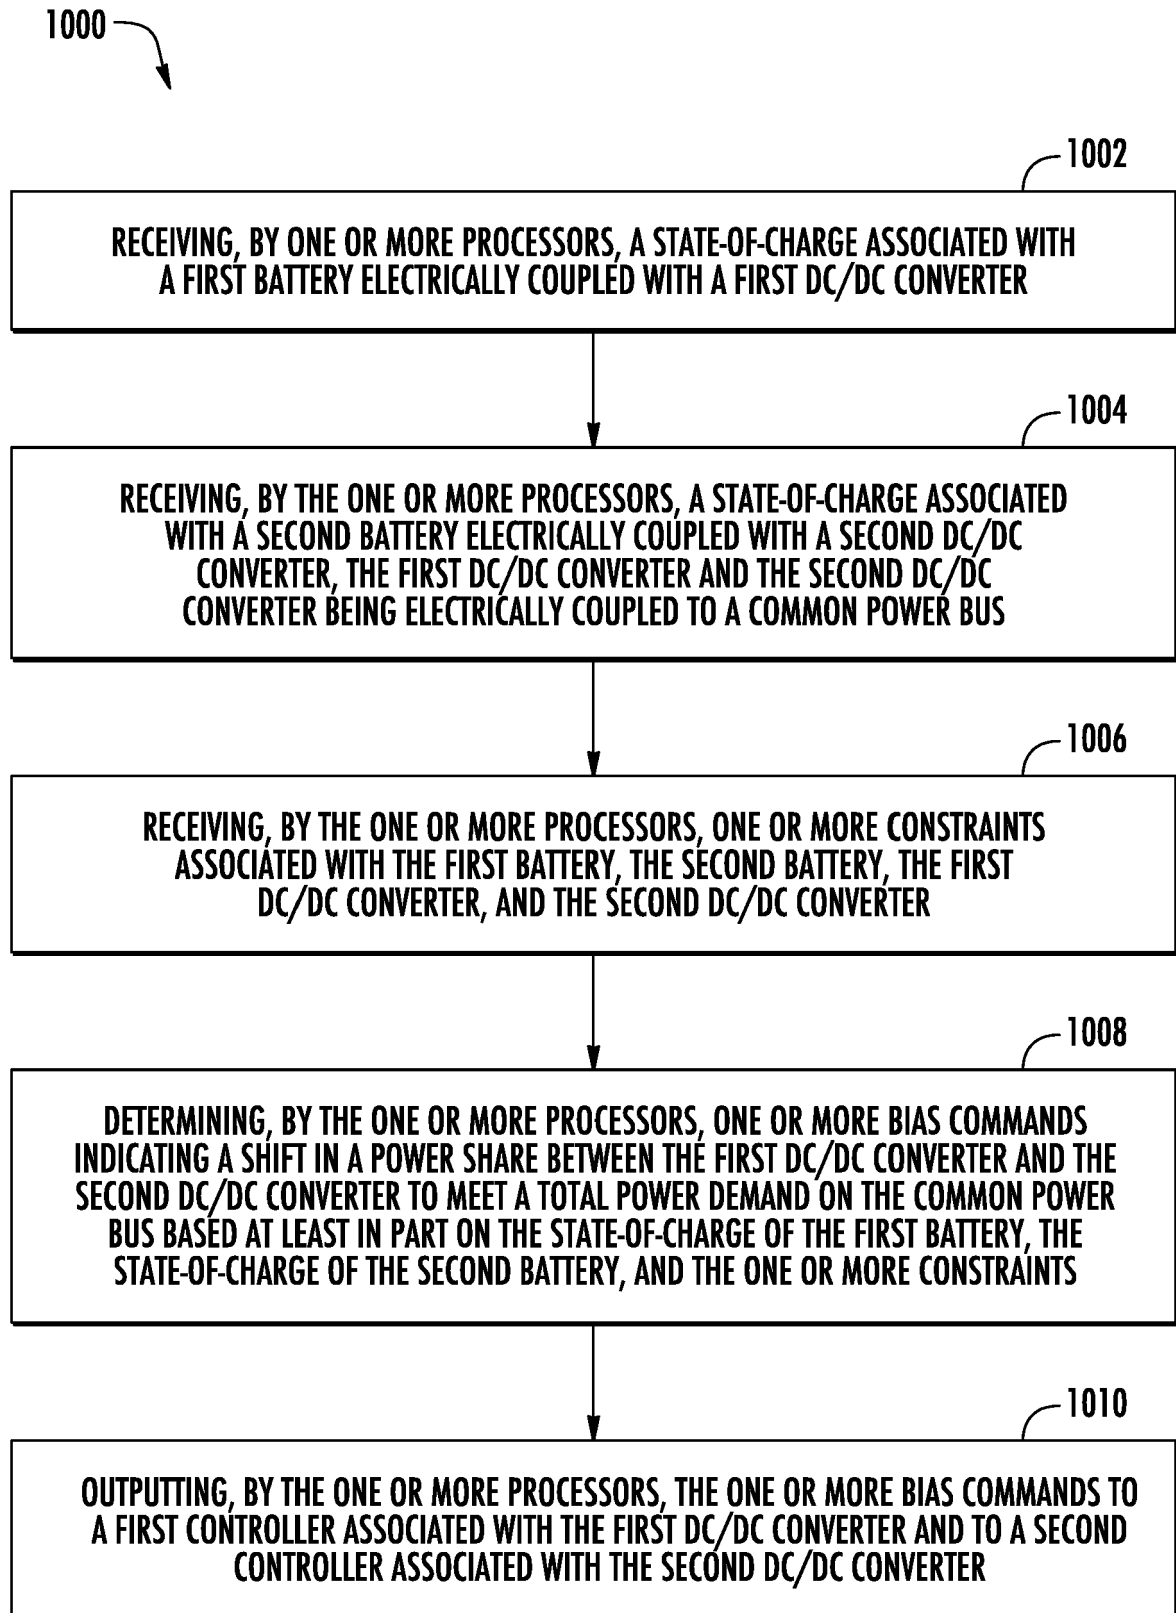 1000
1002
RECEIVING, BY ONE OR MORE PROCESSORS, A STATE-OF-CHARGE ASSOCIATED WITH
A FIRST BATTERY ELECTRICALLY COUPLED WITH A FIRST DC/DC CONVERTER
1004
RECEIVING, BY THE ONE OR MORE PROCESSORS, A STATE-OF-CHARGE ASSOCIATED
WITH A SECOND BATTERY ELECTRICALLY COUPLED WITH A SECOND DC/DC
CONVERTER, THE FIRST DC/DC CONVERTER AND THE SECOND DC/DC
CONVERTER BEING ELECTRICALLY COUPLED TO A COMMON POWER BUS
1006
RECEIVING, BY THE ONE OR MORE PROCESSORS, ONE OR MORE CONSTRAINTS
ASSOCIATED WITH THE FIRST BATTERY, THE SECOND BATTERY, THE FIRST
DC/DC CONVERTER, AND THE SECOND DC/DC CONVERTER
1008
DETERMINING, BY THE ONE OR MORE PROCESSORS, ONE OR MORE BIAS COMMANDS
INDICATING A SHIFT IN A POWER SHARE BETWEEN THE FIRST DC/DC CONVERTER AND THE
SECOND DC/DC CONVERTER TO MEET A TOTAL POWER DEMAND ON THE COMMON POWER
BUS BASED AT LEAST IN PART ON THE STATE-OF-CHARGE OF THE FIRST BATTERY, THE
STATE-OF-CHARGE OF THE SECOND BATTERY, AND THE ONE OR MORE CONSTRAINTS
1010
OUTPUTTING, BY THE ONE OR MORE PROCESSORS, THE ONE OR MORE BIAS COMMANDS TO
A FIRST CONTROLLER ASSOCIATED WITH THE FIRST DC/DC CONVERTER AND TO A SECOND
CONTROLLER ASSOCIATED WITH THE SECOND DC/DC CONVERTER